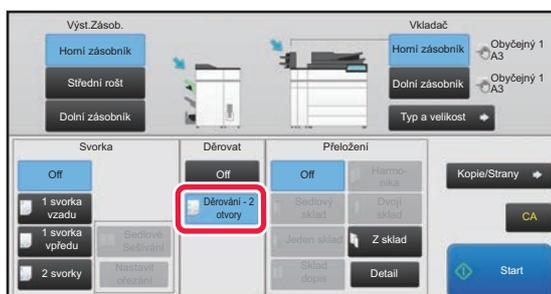 Výst.Zásob.
Vkladač
Horní zásobník
Střední rošt
Dolní zásobník
Horní zásobník
Obyčejný 1
A3
Dolní zásobník
Obyčejný 1
A3
Typ a velikost
Svorka
Děrovat
Přeložení
Off
1 svorka
vzadu
1 svorka
vpředu
2 svorky
Sedlové
Sešívání
Nastavit
ořezání
Off
Děrování - 2
otvory
Off
Harmo-
nika
Sedlový
sklad
Dvojí
sklad
Jeden sklad
Z sklad
Sklad
dopis
Detail
Kopie/Strany
CA
Start